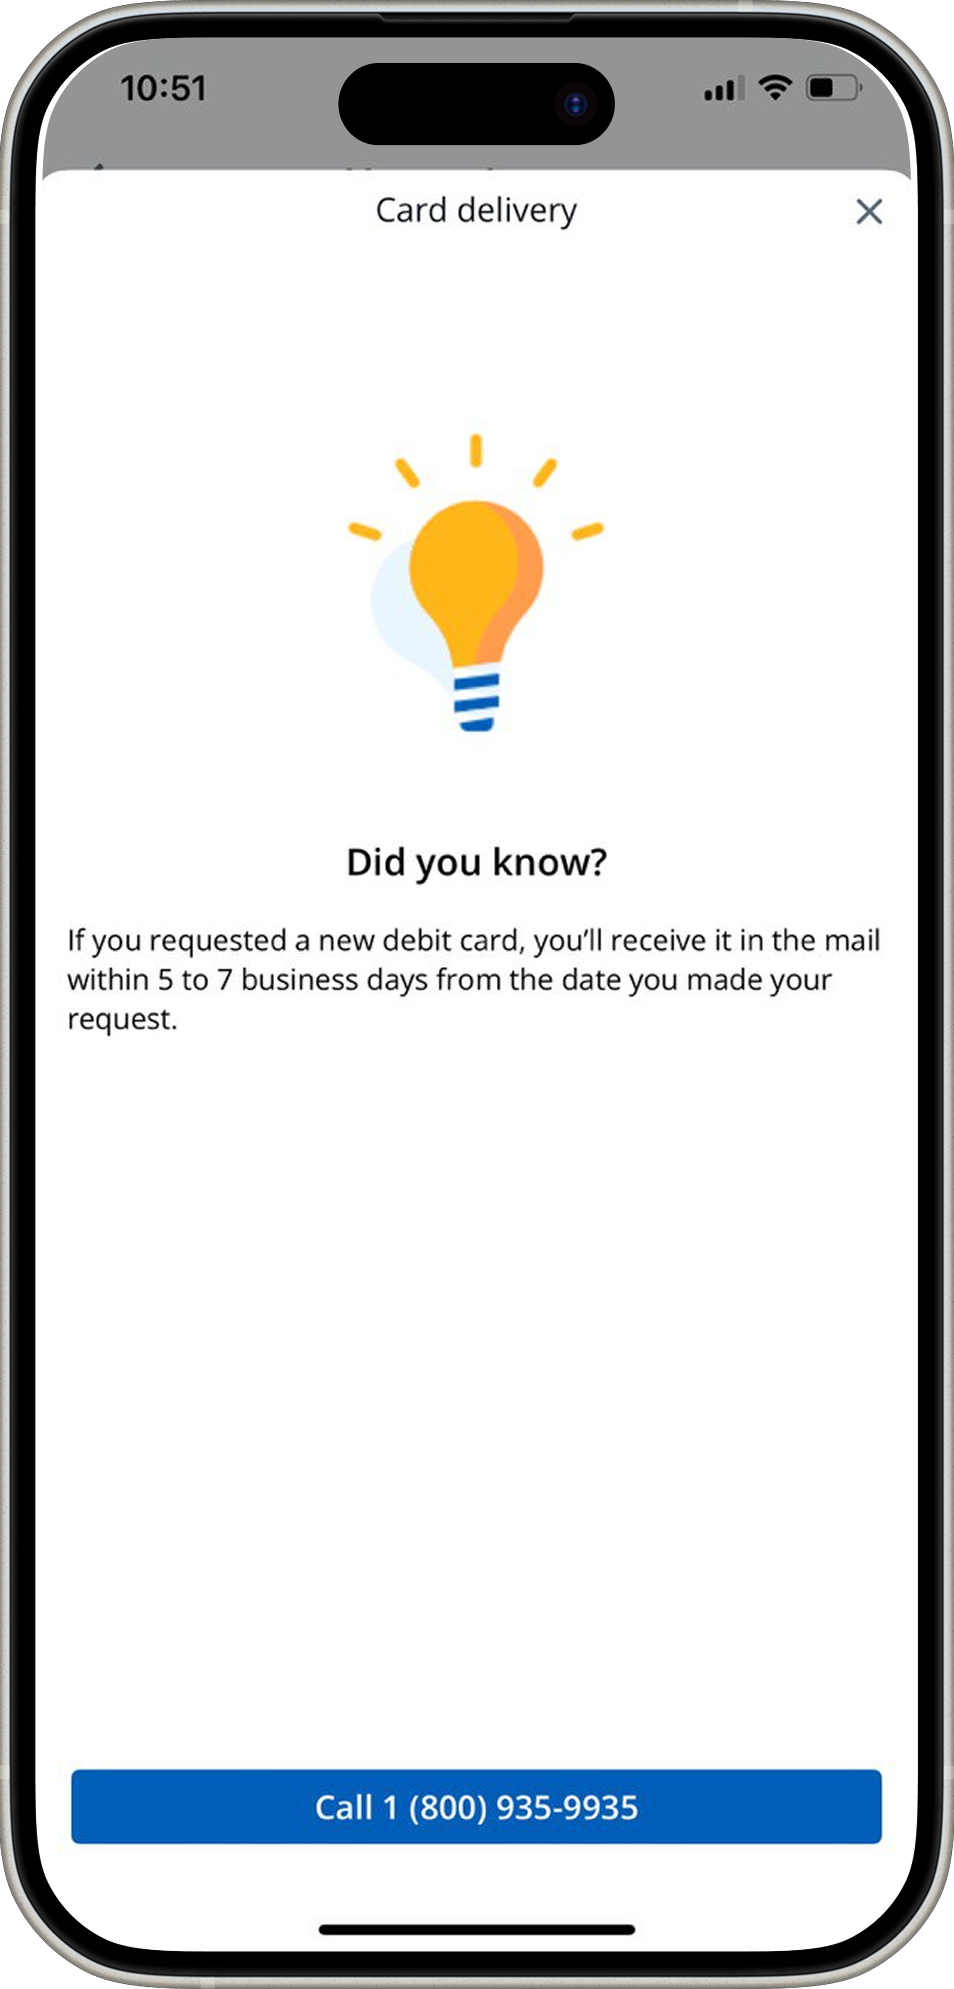 10:51
Card delivery
Did you know?
If you requested a new debit card, you'll receive it in the mail
within 5 to 7 business days from the date you made your
request.
Call 1 (800) 935-9935